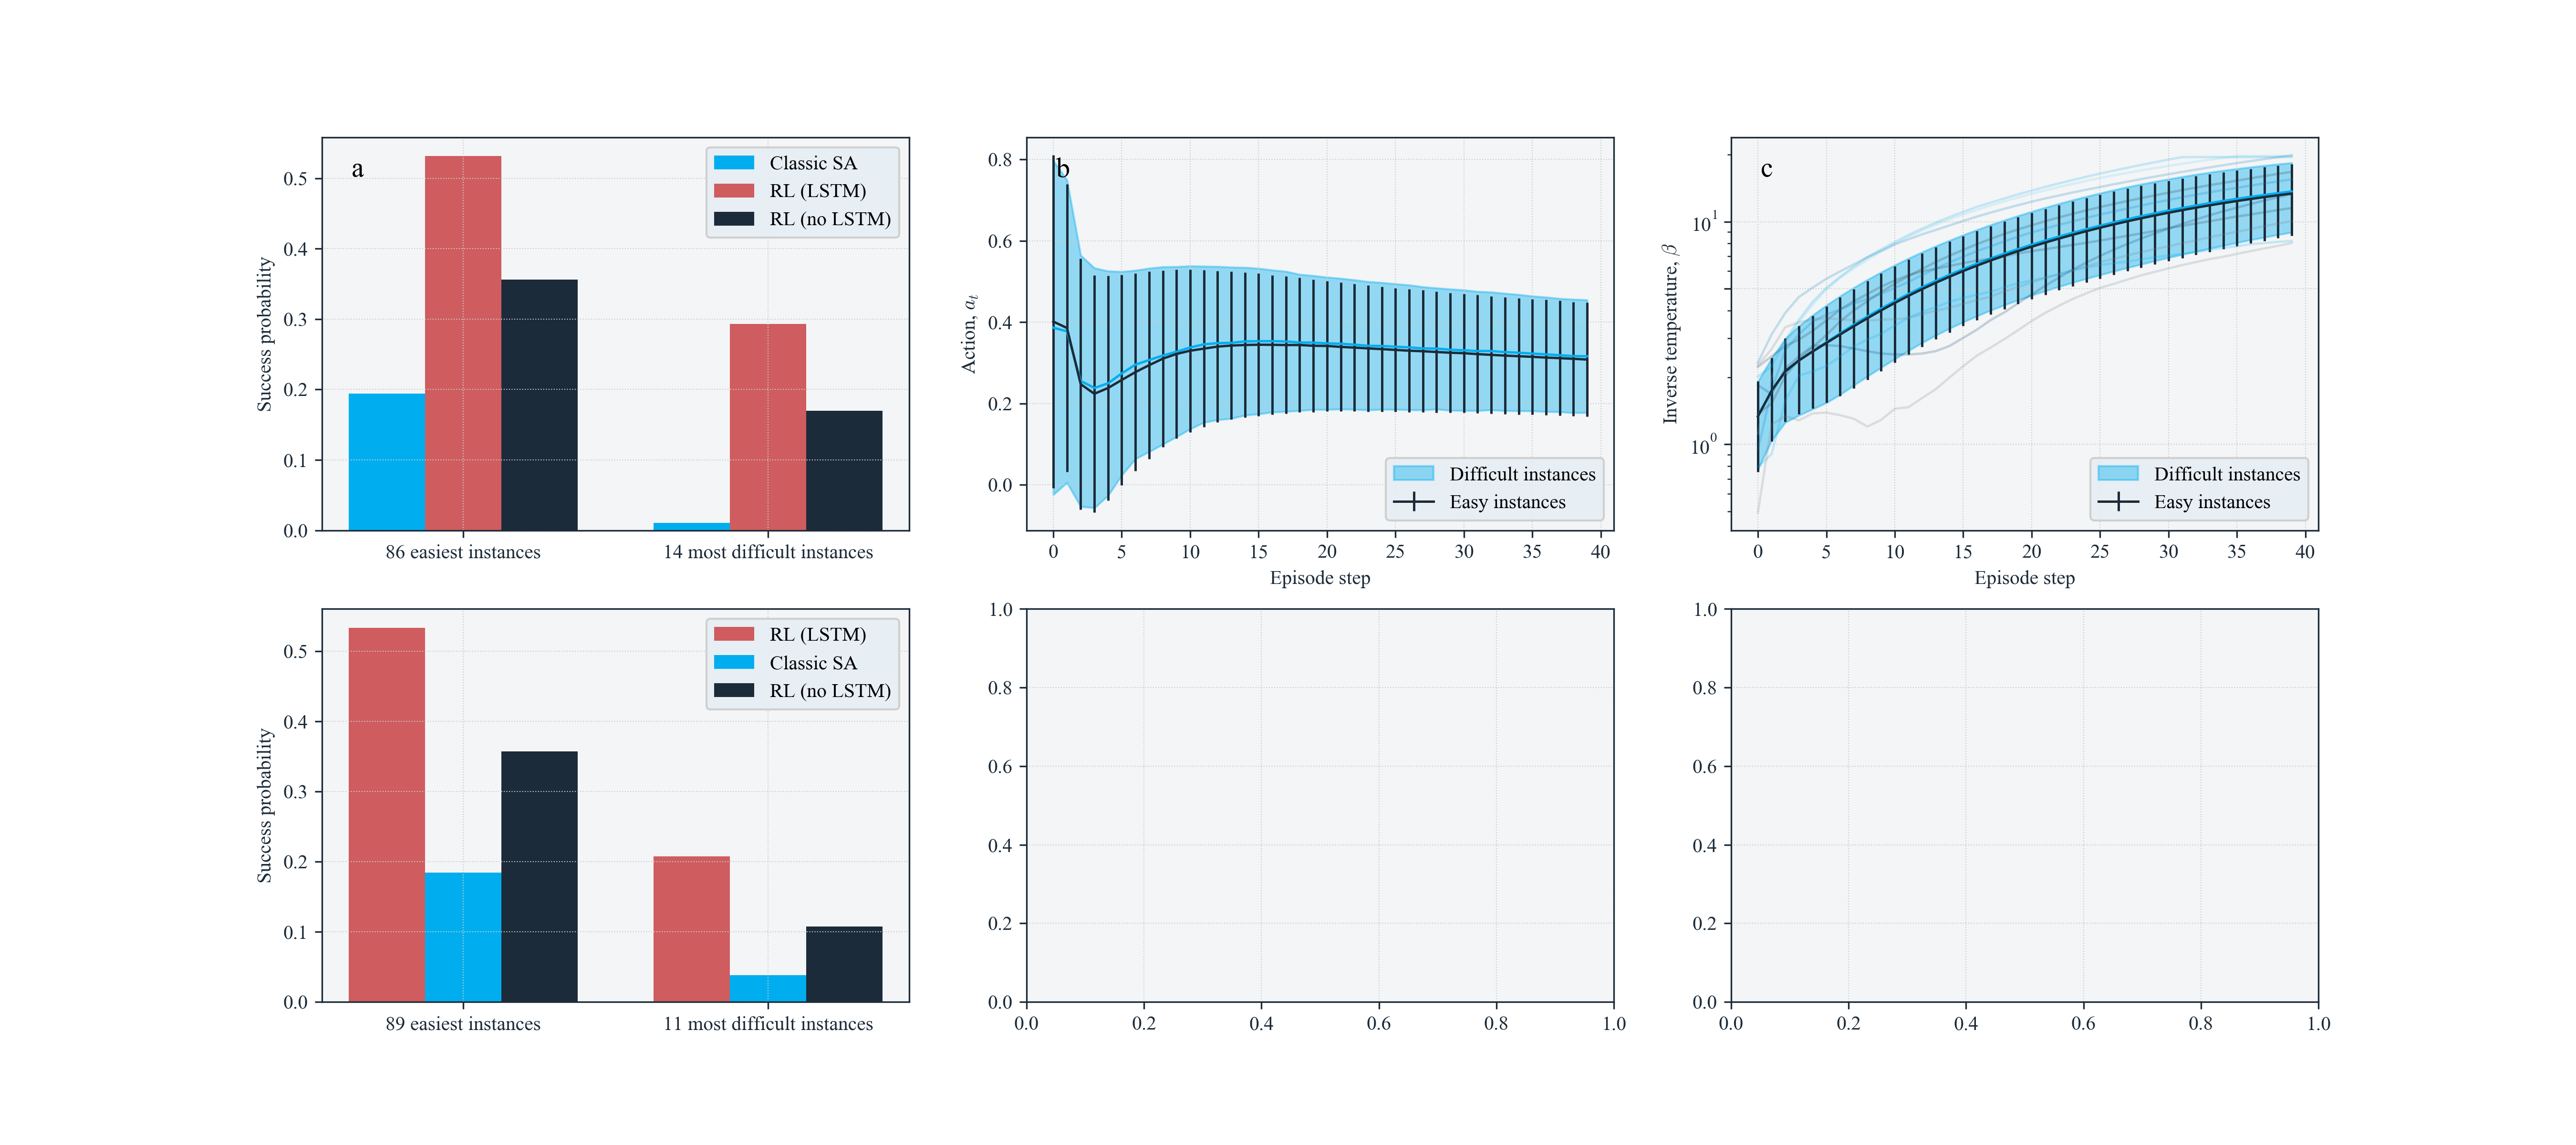 a
Classic SA
RL (LSTM)
RL (no LSTM)
Success probability
0.5
0.4
0.3
0.2
0.1
0.0
86 easiest instances
14 most difficult instances
b
Action, a_t
0.8
0.6
0.4
0.2
0.0
Difficult instances
Easy instances
0 5 10 15 20 25 30 35 40
Episode step
c
Inverse temperature, β
10^1
10^0
Difficult instances
Easy instances
0 5 10 15 20 25 30 35 40
Episode step
RL (LSTM)
Classic SA
RL (no LSTM)
Success probability
0.5
0.4
0.3
0.2
0.1
0.0
89 easiest instances
11 most difficult instances
1.0
0.8
0.6
0.4
0.2
0.0
0.0 0.2 0.4 0.6 0.8 1.0
1.0
0.8
0.6
0.4
0.2
0.0
0.0 0.2 0.4 0.6 0.8 1.0